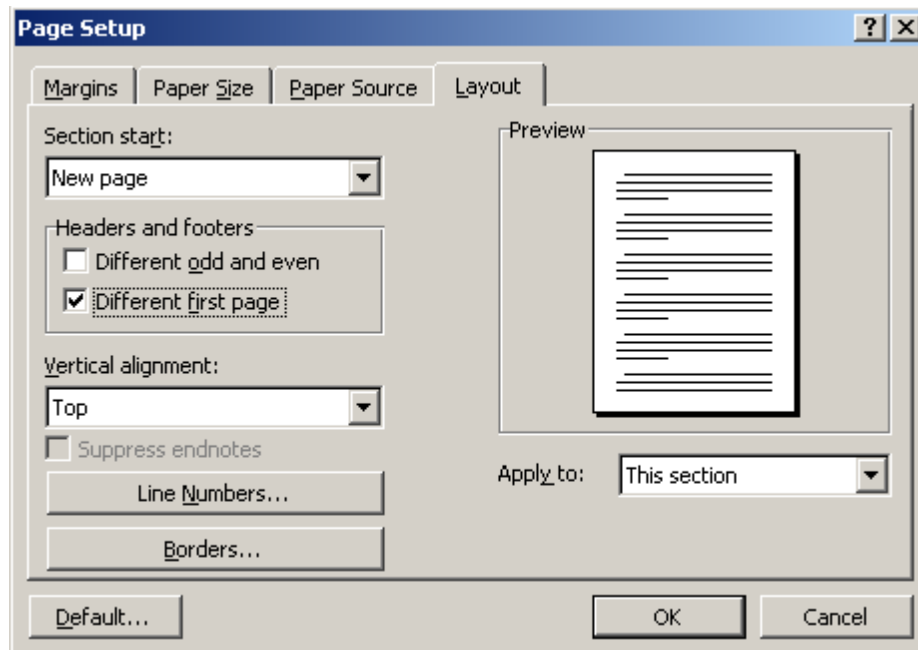 Page Setup
Margins Paper Size Paper Source Layout
Section start:
New page
Headers and footers
Different odd and even
Different first page
Vertical alignment:
Top
Suppress endnotes
Line Numbers...
Borders...
Preview
Apply to: This section
Default... OK Cancel